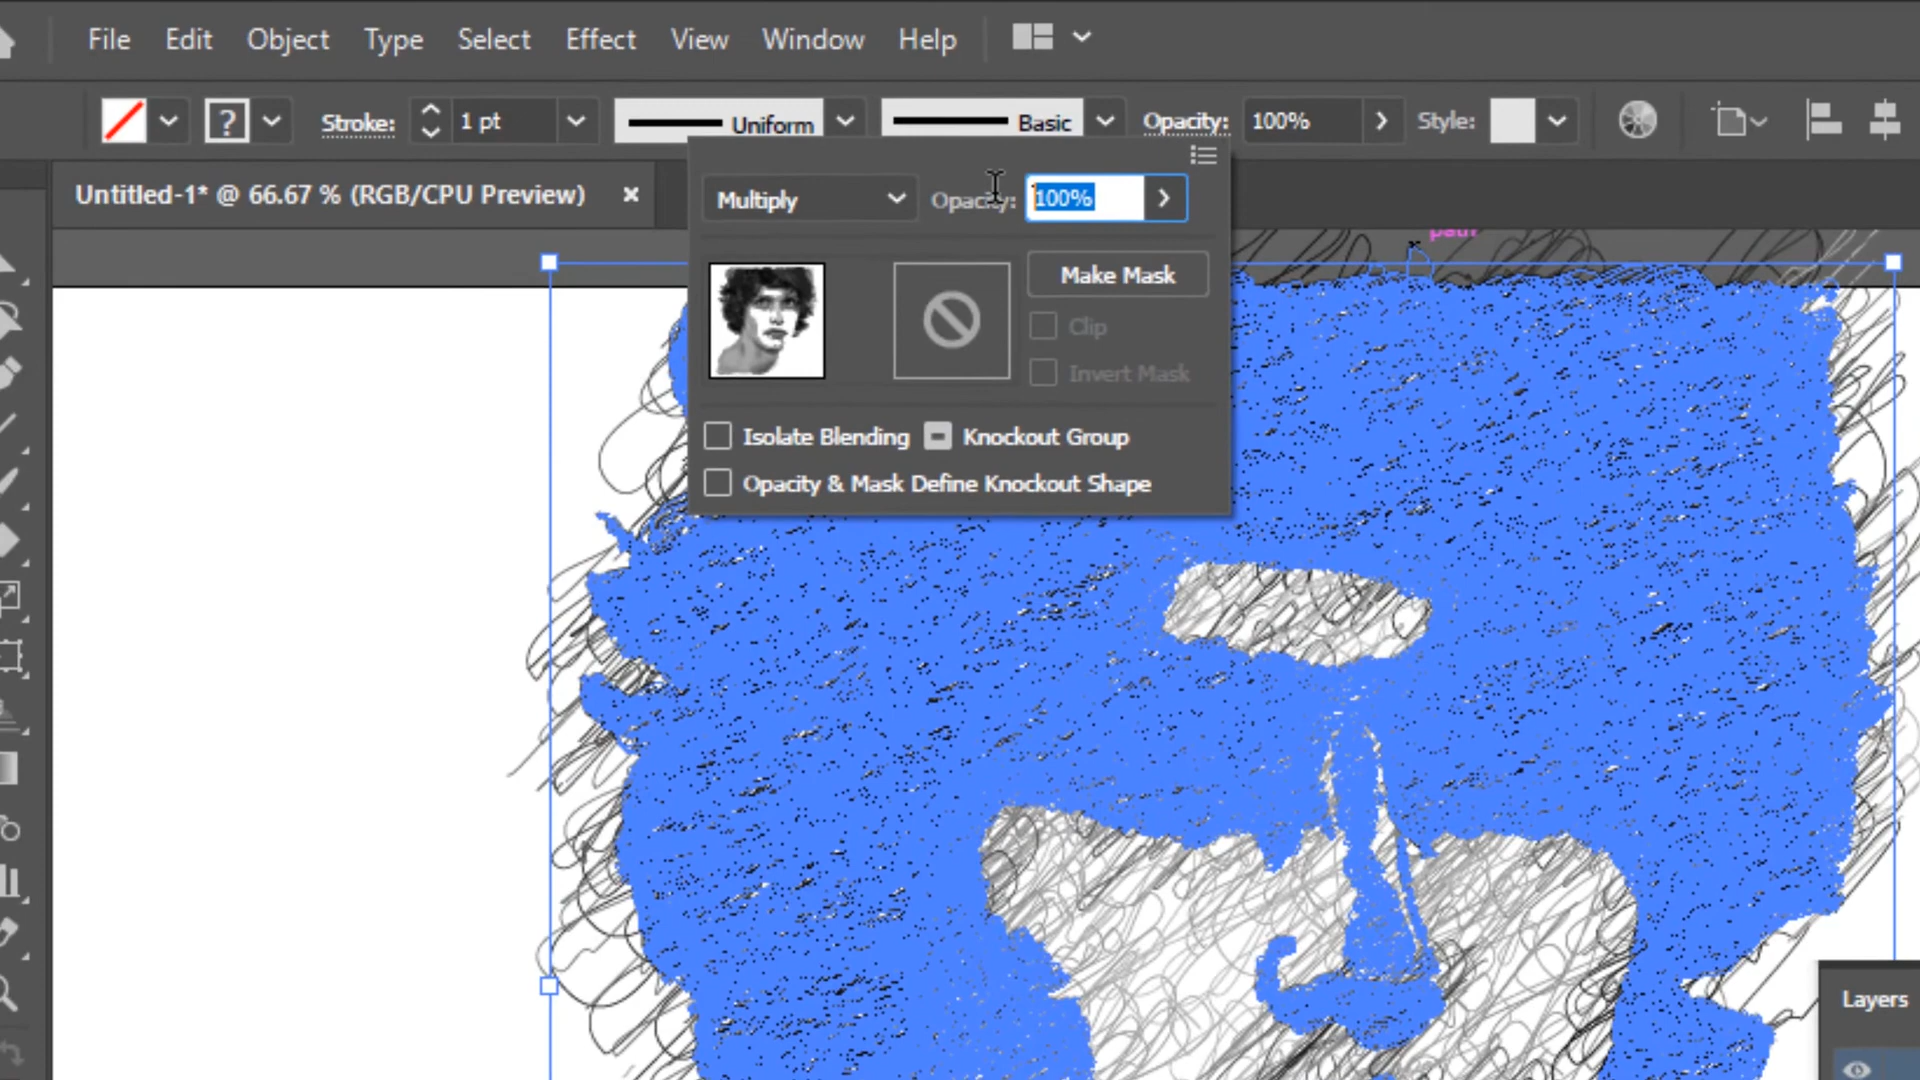 File Edit Object Type Select Effect View Window Help
? Stroke: 1 pt Uniform Basic Opacity: 100% Style:
Untitled-1* @ 66.67 % (RGB/CPU Preview)
Multiply Opacity: 100%
path
Make Mask
Clip
Invert Mask
Isolate Blending Knockout Group
Opacity & Mask Define Knockout Shape
Layers